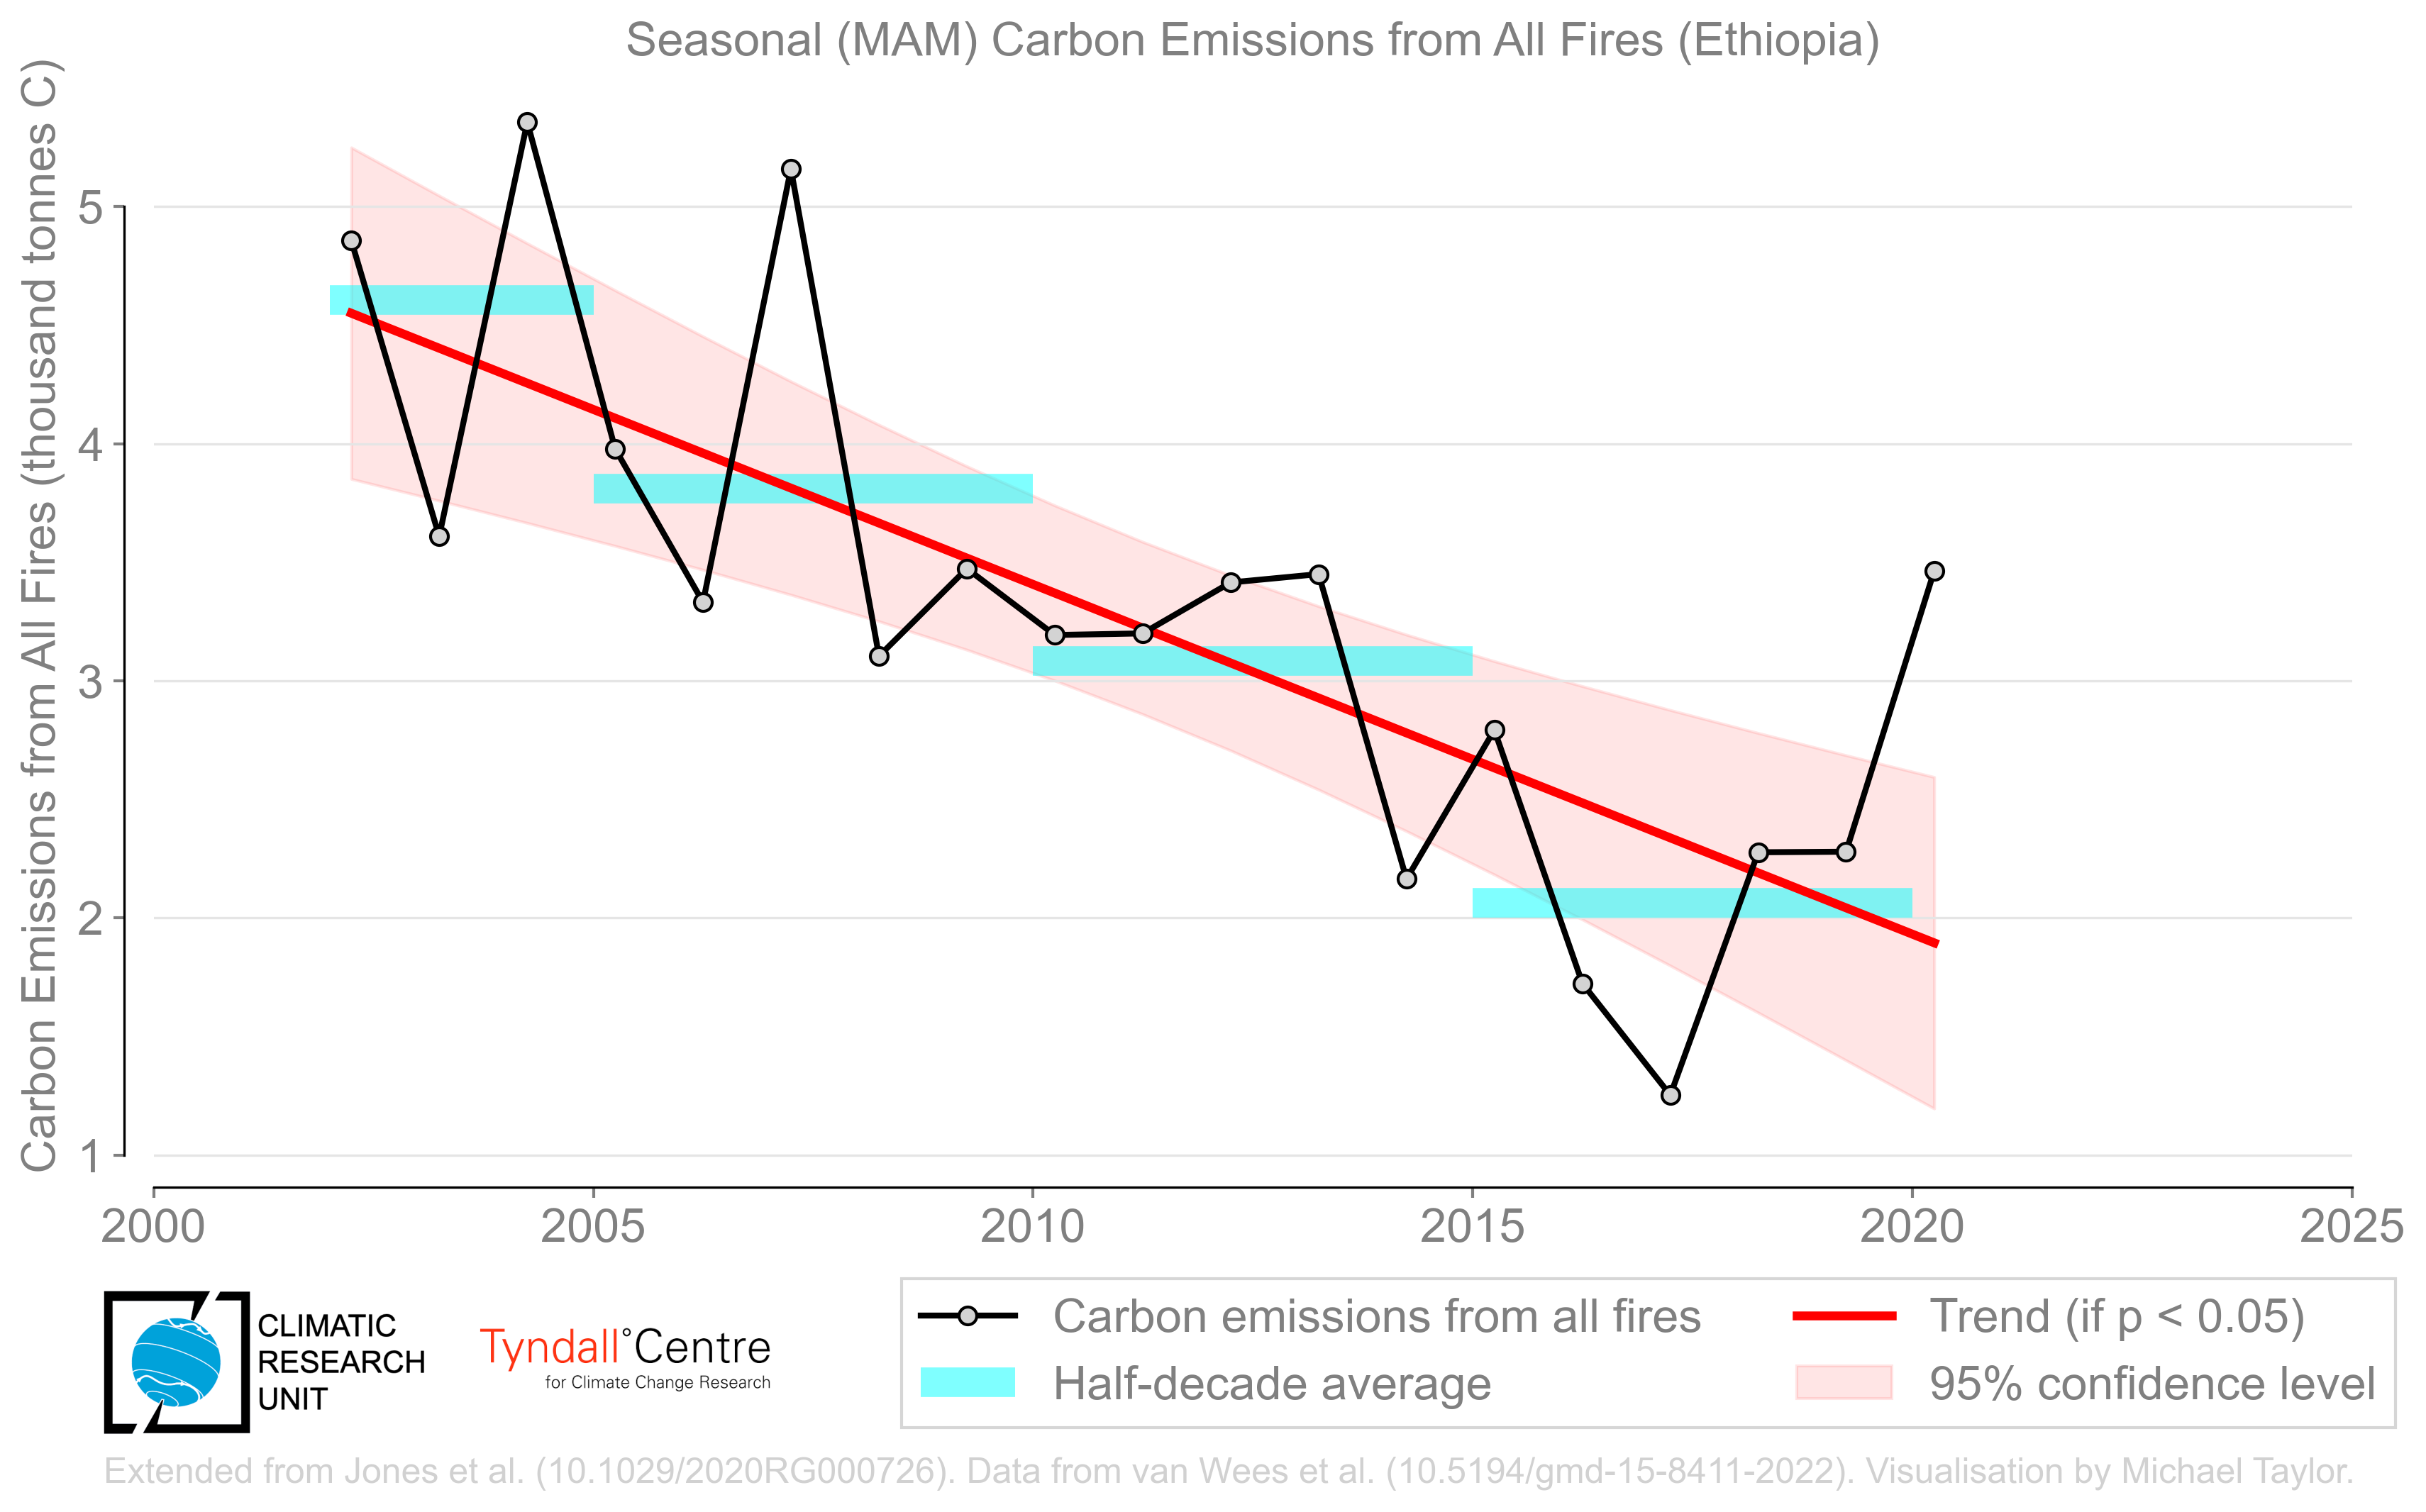 Seasonal (MAM) Carbon Emissions from All Fires (Ethiopia)
Carbon Emissions from All Fires (thousand tonnes C)
5
4
3
2
1
2000 2005 2010 2015 2020 2025
CLIMATIC
RESEARCH
UNIT
Tyndall°Centre
for Climate Change Research
Carbon emissions from all fires
Half-decade average
Trend (if p < 0.05)
95% confidence level
Extended from Jones et al. (10.1029/2020RG000726). Data from van Wees et al. (10.5194/gmd-15-8411-2022). Visualisation by Michael Taylor.